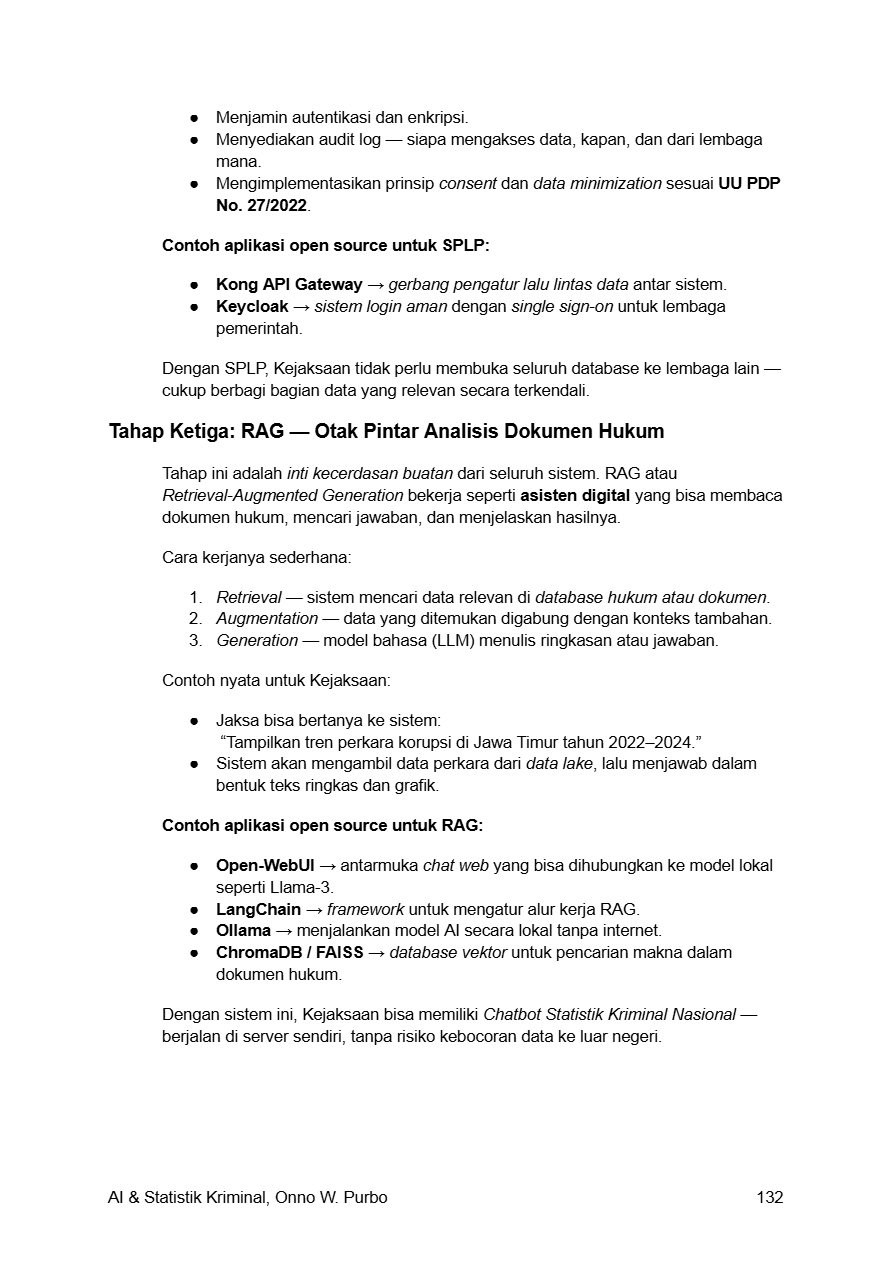 ● Menjamin autentikasi dan enkripsi.
● Menyediakan audit log — siapa mengakses data, kapan, dan dari lembaga
mana.
● Mengimplementasikan prinsip consent dan data minimization sesuai UU PDP
No. 27/2022.
Contoh aplikasi open source untuk SPLP:
● Kong API Gateway → gerbang pengatur lalu lintas data antar sistem.
● Keycloak → sistem login aman dengan single sign-on untuk lembaga
pemerintah.
Dengan SPLP, Kejaksaan tidak perlu membuka seluruh database ke lembaga lain —
cukup berbagi bagian data yang relevan secara terkendali.
Tahap Ketiga: RAG — Otak Pintar Analisis Dokumen Hukum
Tahap ini adalah inti kecerdasan buatan dari seluruh sistem. RAG atau
Retrieval-Augmented Generation bekerja seperti asisten digital yang bisa membaca
dokumen hukum, mencari jawaban, dan menjelaskan hasilnya.
Cara kerjanya sederhana:
1. Retrieval — sistem mencari data relevan di database hukum atau dokumen.
2. Augmentation — data yang ditemukan digabung dengan konteks tambahan.
3. Generation — model bahasa (LLM) menulis ringkasan atau jawaban.
Contoh nyata untuk Kejaksaan:
● Jaksa bisa bertanya ke sistem:
“Tampilkan tren perkara korupsi di Jawa Timur tahun 2022–2024.”
● Sistem akan mengambil data perkara dari data lake, lalu menjawab dalam
bentuk teks ringkas dan grafik.
Contoh aplikasi open source untuk RAG:
● Open-WebUI → antarmuka chat web yang bisa dihubungkan ke model lokal
seperti Llama-3.
● LangChain → framework untuk mengatur alur kerja RAG.
● Ollama → menjalankan model AI secara lokal tanpa internet.
● ChromaDB / FAISS → database vektor untuk pencarian makna dalam
dokumen hukum.
Dengan sistem ini, Kejaksaan bisa memiliki Chatbot Statistik Kriminal Nasional —
berjalan di server sendiri, tanpa risiko kebocoran data ke luar negeri.
AI & Statistik Kriminal, Onno W. Purbo 132